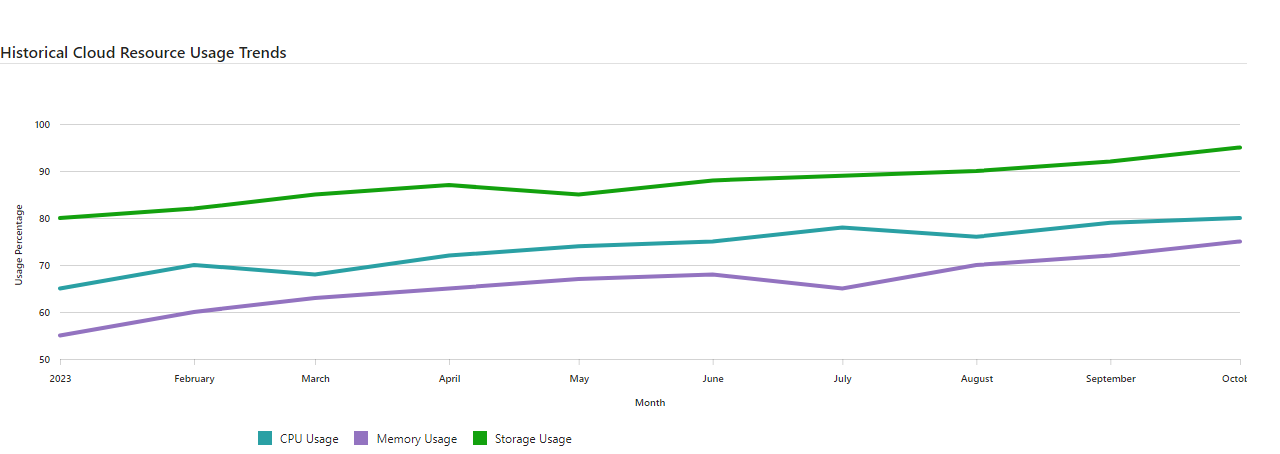 Historical Cloud Resource Usage Trends
100
90
80
70
60
50
Usage Percentage
2023 February March April May June July August September Octob
Month
CPU Usage Memory Usage Storage Usage